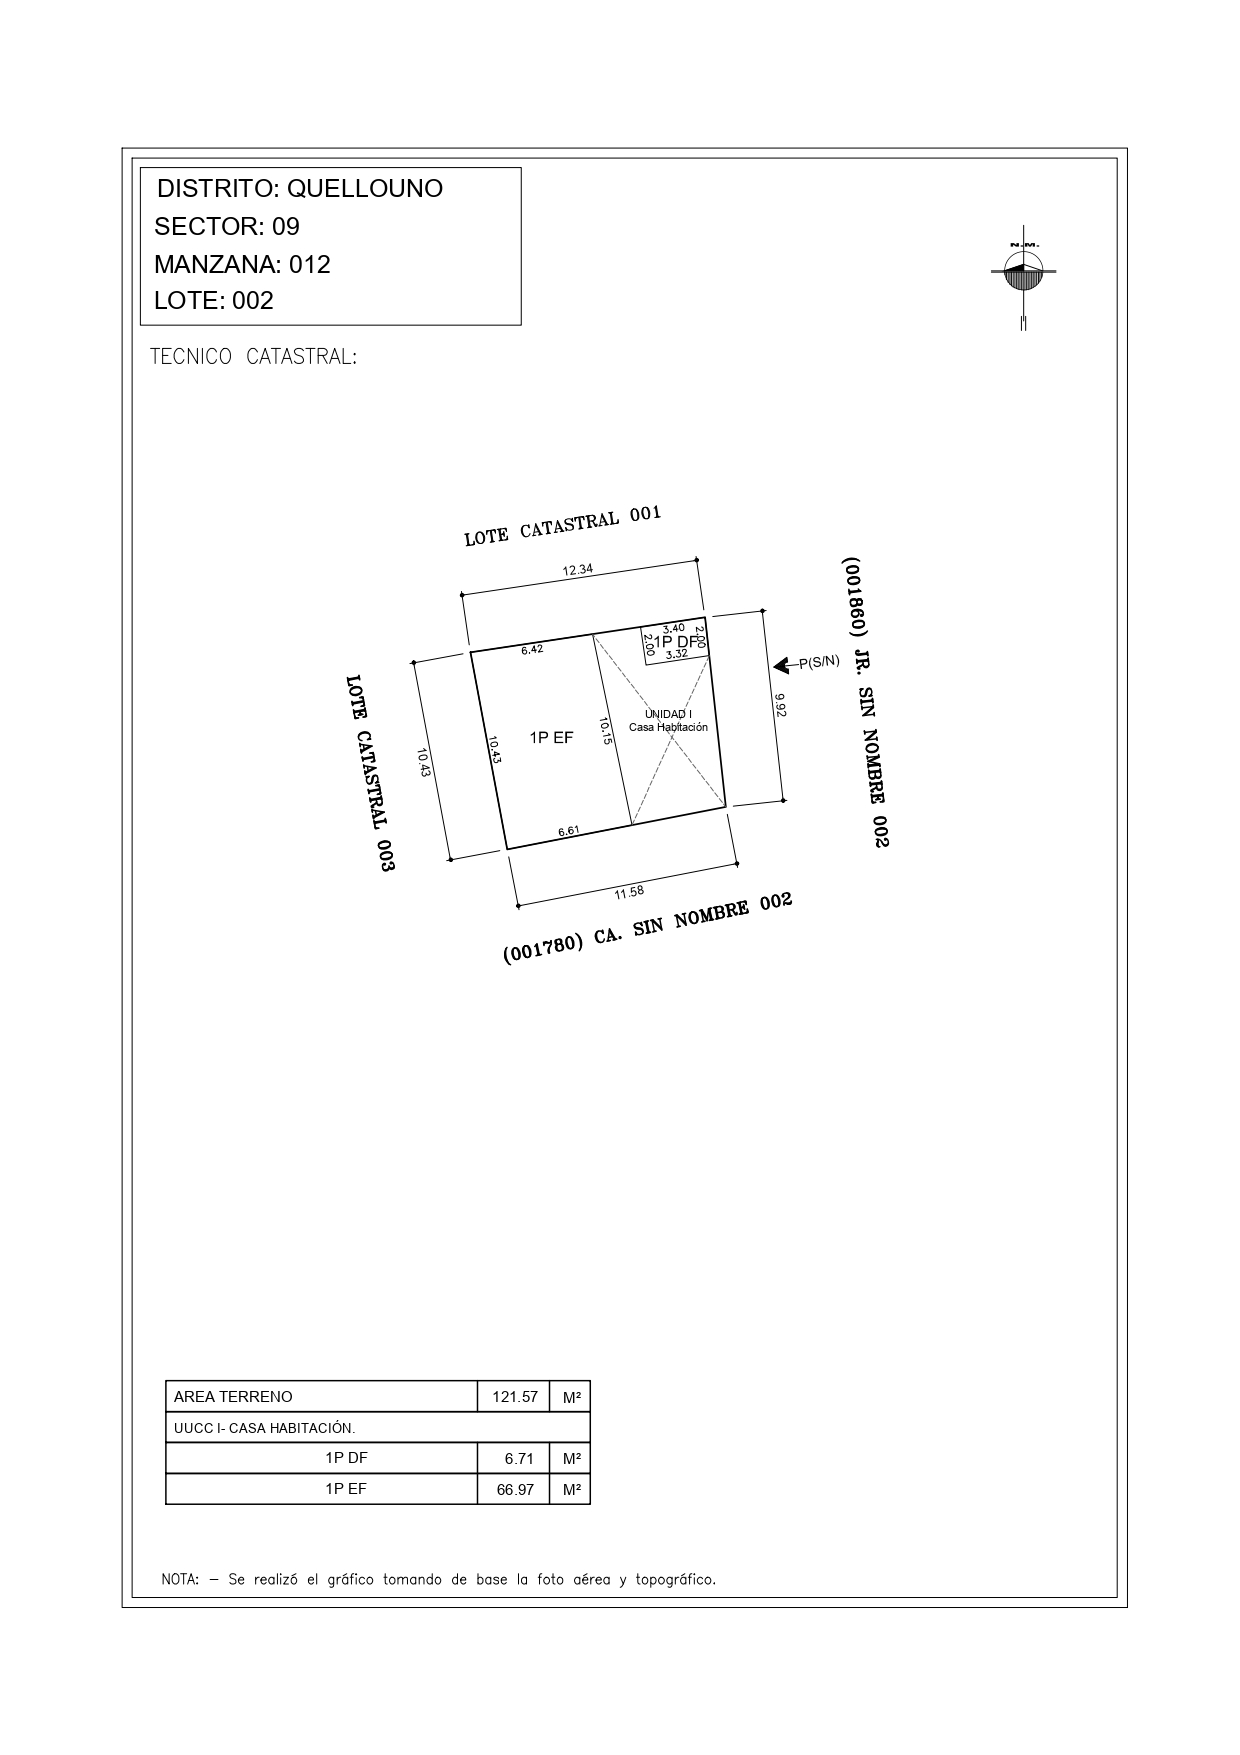 DISTRITO: QUELLOUNO
SECTOR: 09
MANZANA: 012
LOTE: 002
N.M.
TECNICO CATASTRAL:
LOTE CATASTRAL 001
12.34
(001860) JR. SIN NOMBRE 002
3.40
2.00
1P DF
2.00
3.32
6.42
P(S/N)
LOTE CATASTRAL 003
9.92
UNIDAD I
Casa Habitación
10.15
1P EF
10.43
10.43
6.61
11.58
(001780) CA. SIN NOMBRE 002
AREA TERRENO 121.57 M²
UUCC I- CASA HABITACIÓN.
1P DF 6.71 M²
1P EF 66.97 M²
NOTA: – Se realizó el gráfico tomando de base la foto aérea y topográfico.